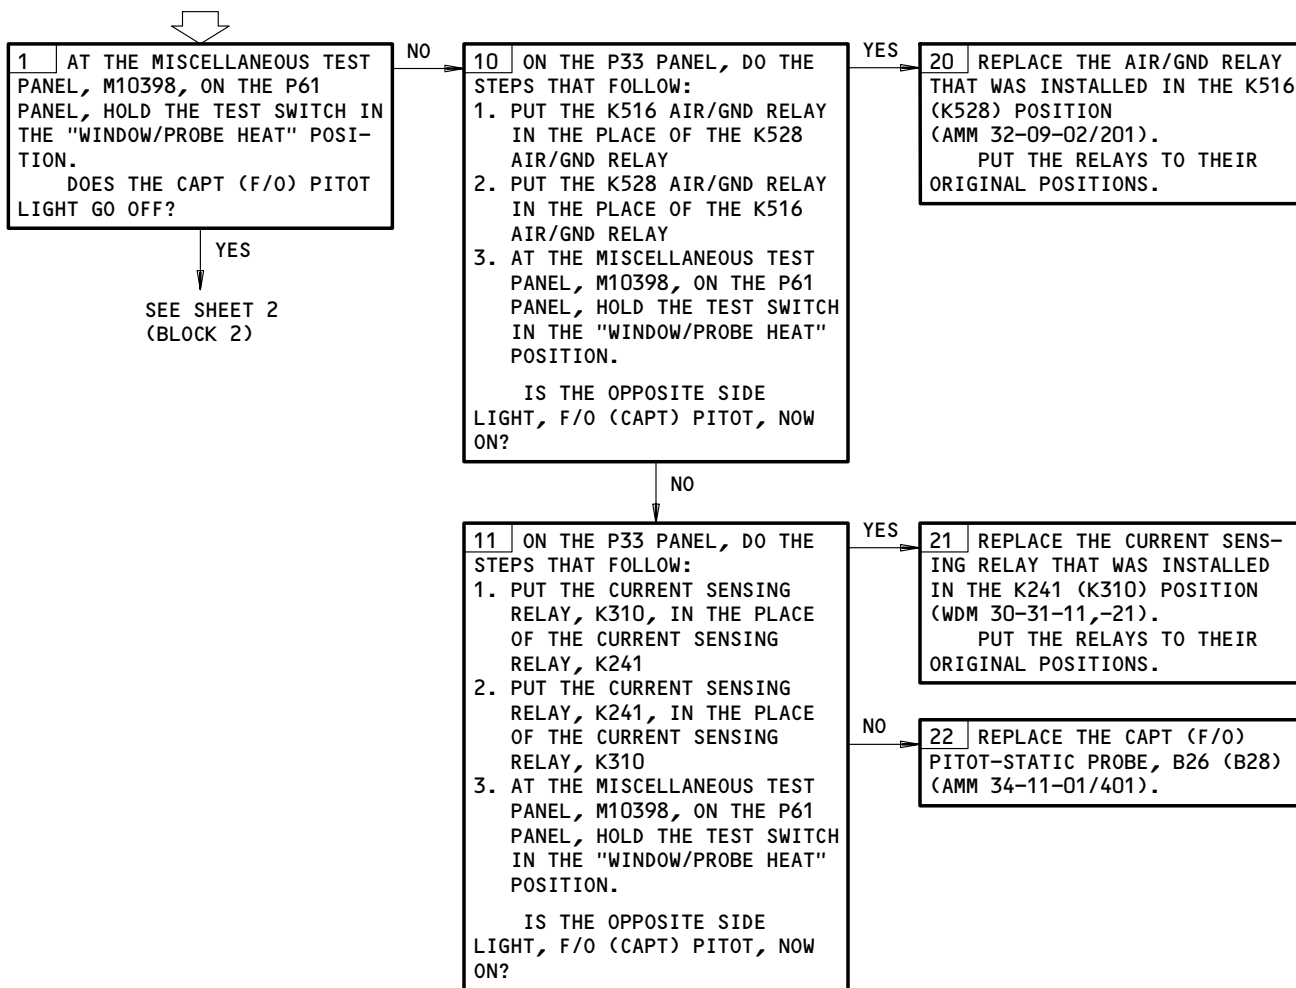 1 AT THE MISCELLANEOUS TEST
PANEL, M10398, ON THE P61
PANEL, HOLD THE TEST SWITCH IN
THE "WINDOW/PROBE HEAT" POSI-
TION.
DOES THE CAPT (F/O) PITOT
LIGHT GO OFF?
NO
YES
SEE SHEET 2
(BLOCK 2)
10 ON THE P33 PANEL, DO THE
STEPS THAT FOLLOW:
1. PUT THE K516 AIR/GND RELAY
IN THE PLACE OF THE K528
AIR/GND RELAY
2. PUT THE K528 AIR/GND RELAY
IN THE PLACE OF THE K516
AIR/GND RELAY
3. AT THE MISCELLANEOUS TEST
PANEL, M10398, ON THE P61
PANEL, HOLD THE TEST SWITCH
IN THE "WINDOW/PROBE HEAT"
POSITION.
IS THE OPPOSITE SIDE
LIGHT, F/O (CAPT) PITOT, NOW
ON?
YES
NO
20 REPLACE THE AIR/GND RELAY
THAT WAS INSTALLED IN THE K516
(K528) POSITION
(AMM 32-09-02/201).
PUT THE RELAYS TO THEIR
ORIGINAL POSITIONS.
11 ON THE P33 PANEL, DO THE
STEPS THAT FOLLOW:
1. PUT THE CURRENT SENSING
RELAY, K310, IN THE PLACE
OF THE CURRENT SENSING
RELAY, K241
2. PUT THE CURRENT SENSING
RELAY, K241, IN THE PLACE
OF THE CURRENT SENSING
RELAY, K310
3. AT THE MISCELLANEOUS TEST
PANEL, M10398, ON THE P61
PANEL, HOLD THE TEST SWITCH
IN THE "WINDOW/PROBE HEAT"
POSITION.
IS THE OPPOSITE SIDE
LIGHT, F/O (CAPT) PITOT, NOW
ON?
YES
21 REPLACE THE CURRENT SENS-
ING RELAY THAT WAS INSTALLED
IN THE K241 (K310) POSITION
(WDM 30-31-11,-21).
PUT THE RELAYS TO THEIR
ORIGINAL POSITIONS.
NO
22 REPLACE THE CAPT (F/O)
PITOT-STATIC PROBE, B26 (B28)
(AMM 34-11-01/401).